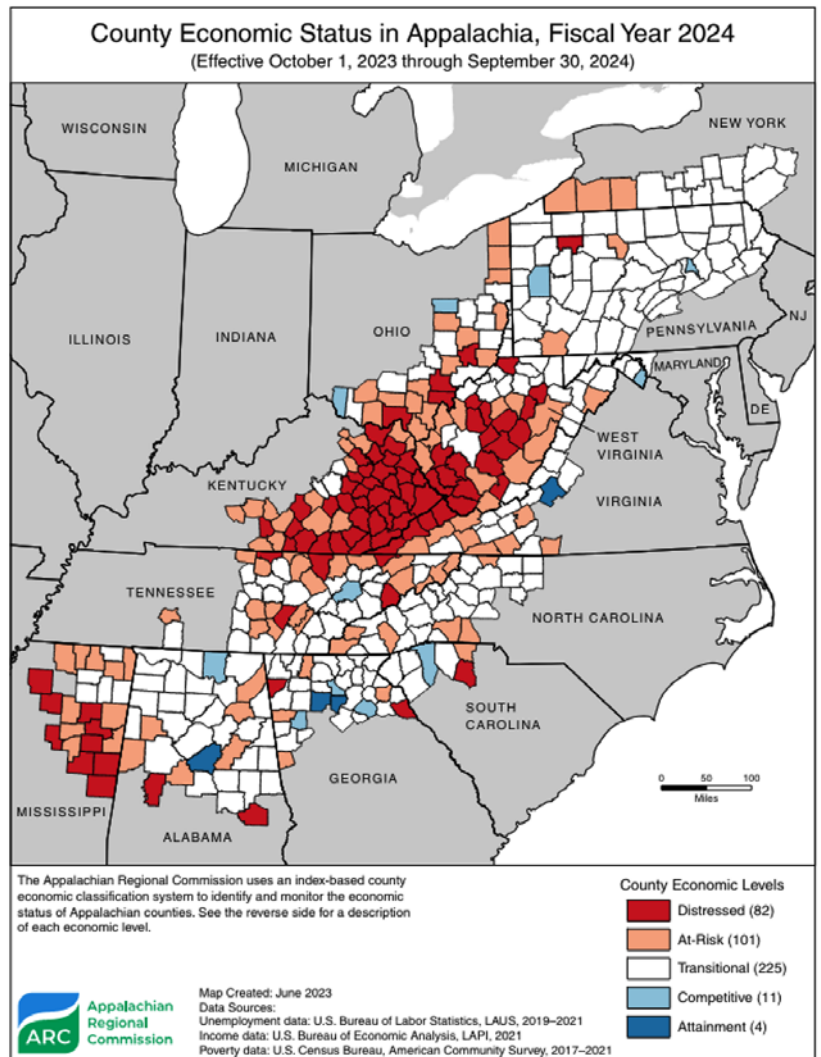 County Economic Status in Appalachia, Fiscal Year 2024
(Effective October 1, 2023 through September 30, 2024)
WISCONSIN
MICHIGAN
NEW YORK
ILLINOIS
INDIANA
OHIO
PENNSYLVANIA
NJ
MARYLAND
DE
WEST
VIRGINIA
KENTUCKY
VIRGINIA
TENNESSEE
NORTH CAROLINA
SOUTH
CAROLINA
GEORGIA
MISSISSIPPI
ALABAMA
0 50 100
Miles
The Appalachian Regional Commission uses an index-based county
economic classification system to identify and monitor the economic
status of Appalachian counties. See the reverse side for a description
of each economic level.
County Economic Levels
Distressed (82)
At-Risk (101)
Transitional (225)
Competitive (11)
Attainment (4)
ARC
Appalachian
Regional
Commission
Map Created: June 2023
Data Sources:
Unemployment data: U.S. Bureau of Labor Statistics, LAUS, 2019–2021
Income data: U.S. Bureau of Economic Analysis, LAPI, 2021
Poverty data: U.S. Census Bureau, American Community Survey, 2017–2021